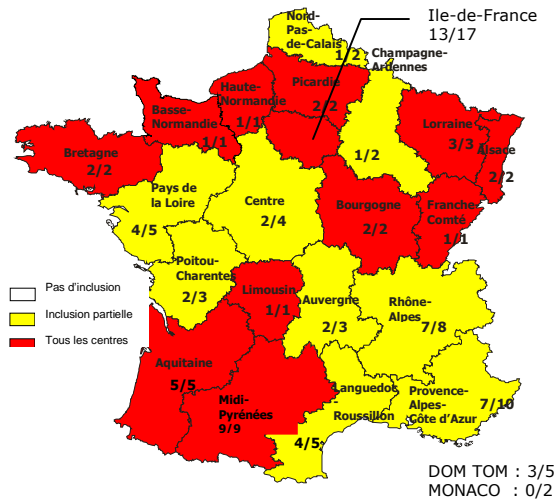 Nord-
Pas-
de-Calais
1/2
Ile-de-France
13/17
Champagne-
Ardennes
1/2
Haute-
Normandie
1/1
Picardie
2/2
Basse-
Normandie
1/1
Lorraine
3/3
Alsace
2/2
Bretagne
2/2
Pays de
la Loire
4/5
Centre
2/4
Bourgogne
2/2
Franche-
Comté
1/1
Poitou-
Charentes
2/3
Limousin
1/1
Auvergne
2/3
Rhône-
Alpes
7/8
Pas d'inclusion
Inclusion partielle
Tous les centres
Aquitaine
5/5
Midi-
Pyrénées
9/9
Languedoc
Roussillon
4/5
Provence-
Alpes-
Côte d'Azur
7/10
DOM TOM : 3/5
MONACO : 0/2